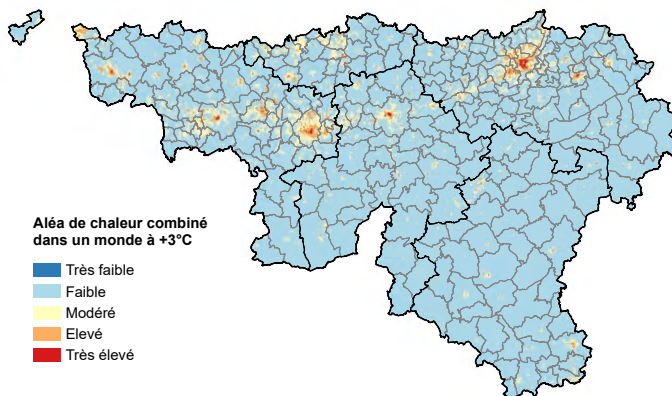 Aléa de chaleur combiné
dans un monde à +3°C
Très faible
Faible
Modéré
Elevé
Très élevé